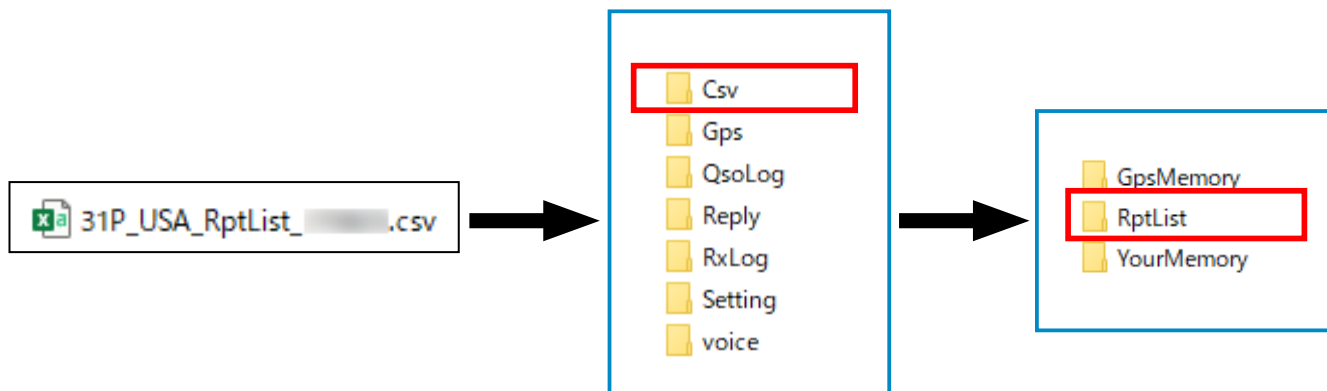 31P_USA_RptList_ .csv
Csv
Gps
QsoLog
Reply
RxLog
Setting
voice
GpsMemory
RptList
YourMemory